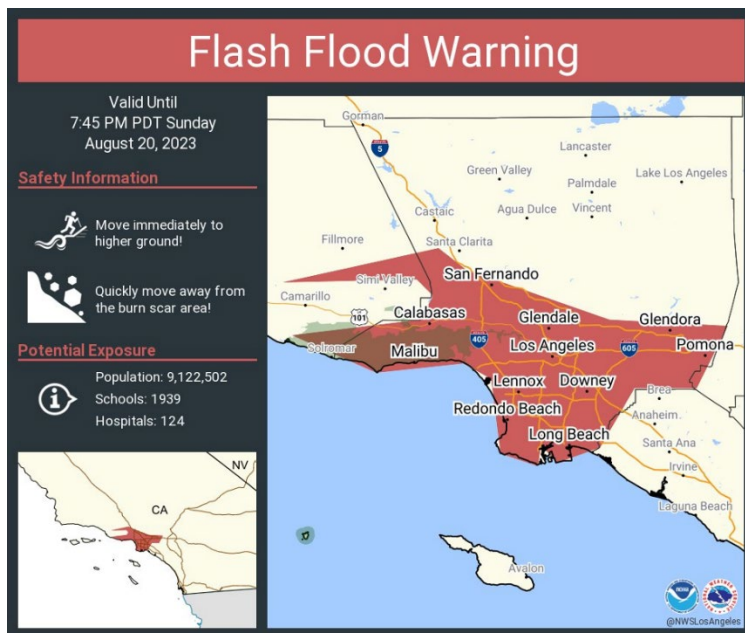 Flash Flood Warning
Valid Until
7:45 PM PDT Sunday
August 20, 2023
Safety Information
Move immediately to
higher ground!
Quickly move away from
the burn scar area!
Potential Exposure
Population: 9,122,502
Schools: 1939
Hospitals: 124
NV
CA
Gorman
5
Lancaster
Green Valley
Lake Los Angeles
Palmdale
Castaic
Agua Dulce
Vincent
Fillmore
Santa Clarita
San Fernando
Simi Valley
Camarillo
101
Calabasas
Glendale
Glendora
Solromar
Malibu
405
Los Angeles
605
Pomona
Lennox
Downey
Brea
Redondo Beach
Anaheim
Long Beach
Santa Ana
Irvine
Laguna Beach
Avalon
NOAA
@NWSLosAngeles